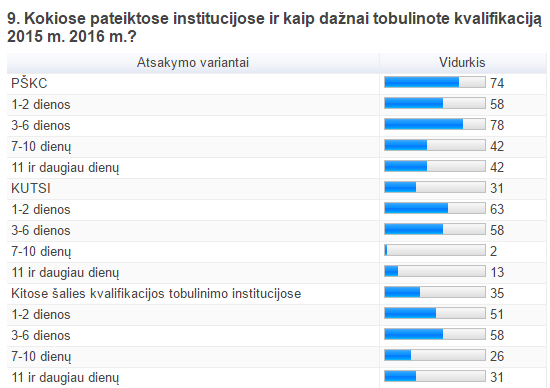 9. Kokiose pateiktose institucijose ir kaip dažnai tobulinote kvalifikaciją
2015 m. 2016 m.?
Atsakymo variantai Vidurkis
PŠKC 74
1-2 dienos 58
3-6 dienos 78
7-10 dienų 42
11 ir daugiau dienų 42
KUTSI 31
1-2 dienos 63
3-6 dienos 58
7-10 dienų 2
11 ir daugiau dienų 13
Kitose šalies kvalifikacijos tobulinimo institucijose 35
1-2 dienos 51
3-6 dienos 58
7-10 dienų 26
11 ir daugiau dienų 31